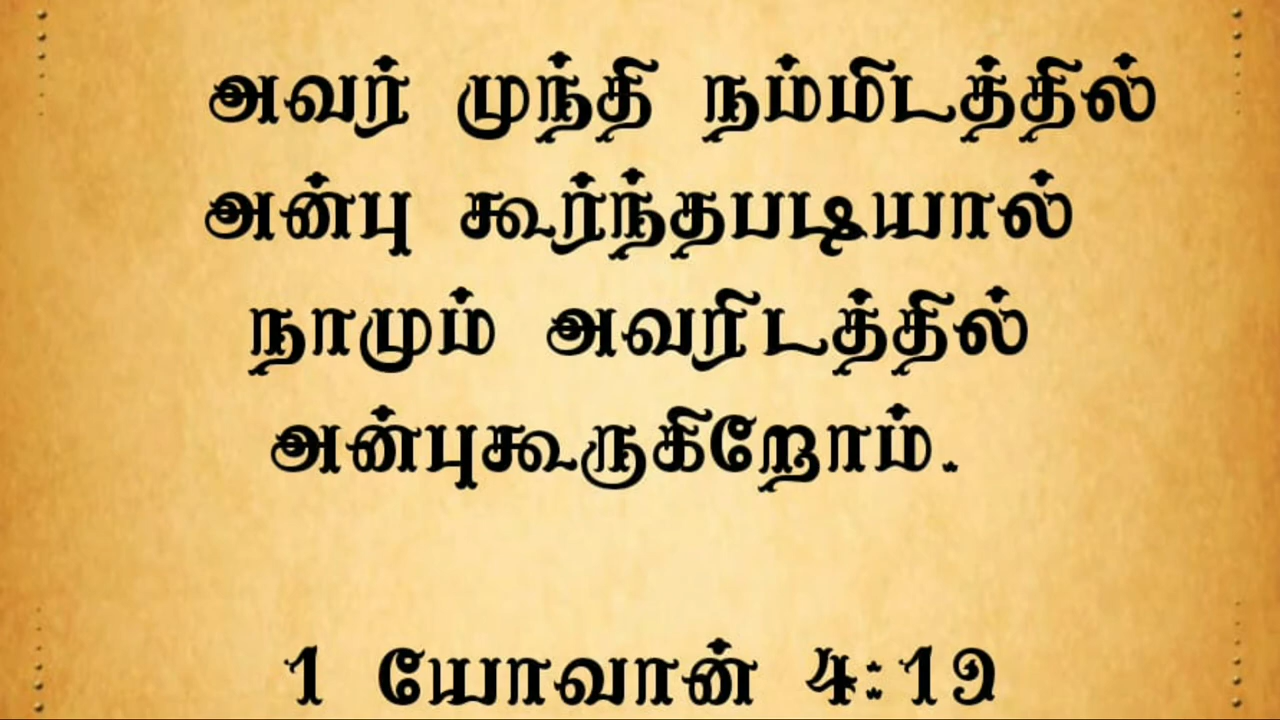 அவர் முந்தி நம்மிடத்தில்
அன்பு கூர்ந்தபடியால்
நாமும் அவரிடத்தில்
அன்புகூருகிறோம்.
1 யோவான் 4:19